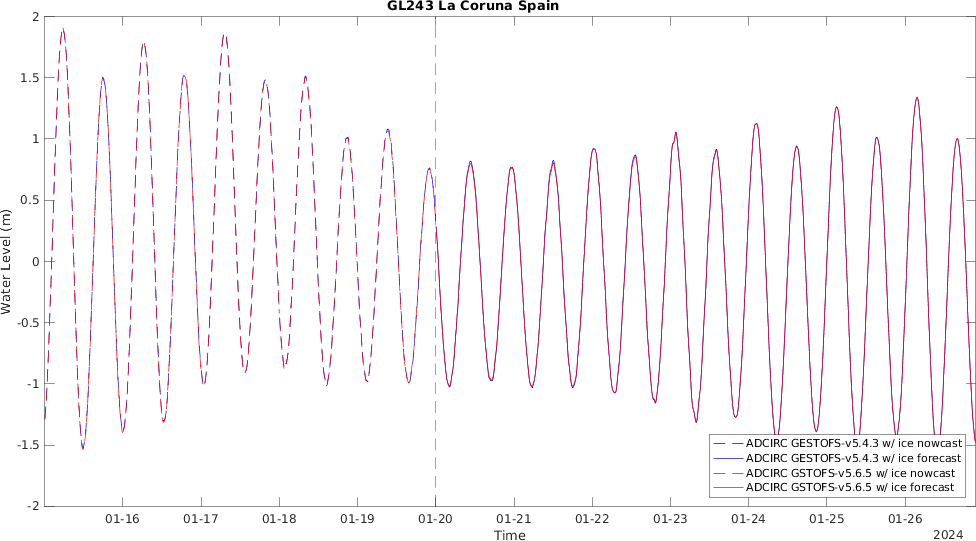 GL243 La Coruna Spain
Water Level (m)
2
1.5
1
0.5
0
-0.5
-1
-1.5
-2
ADCIRC GESTOFS-v5.4.3 w/ ice nowcast
ADCIRC GESTOFS-v5.4.3 w/ ice forecast
ADCIRC GSTOFS-v5.6.5 w/ ice nowcast
ADCIRC GSTOFS-v5.6.5 w/ ice forecast
01-16 01-17 01-18 01-19 01-20 01-21 01-22 01-23 01-24 01-25 01-26
Time
2024